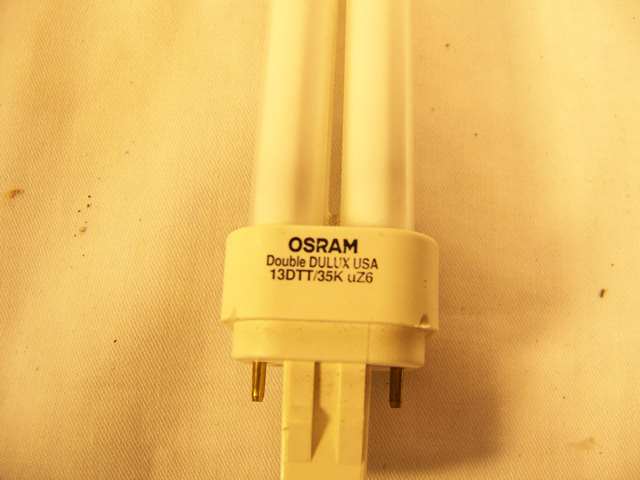 OSRAM
Double DULUX USA
13DTT/35K uZ6